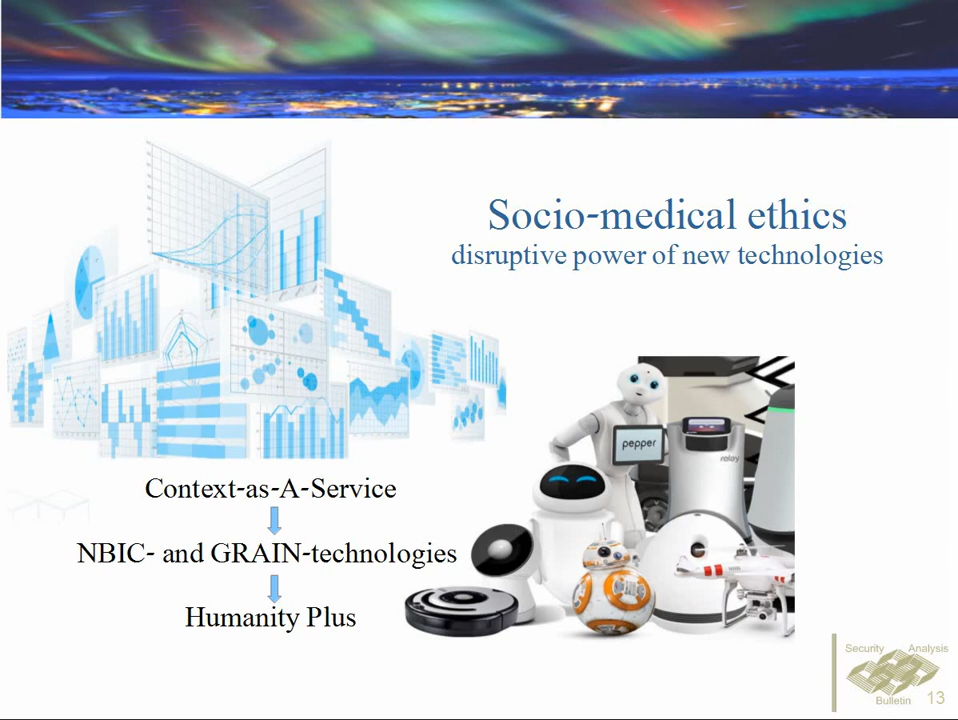 Socio-medical ethics
disruptive power of new technologies
pepper
relay
Context-as-A-Service
NBIC- and GRAIN-technologies
Humanity Plus
Security Analysis
Bulletin
13